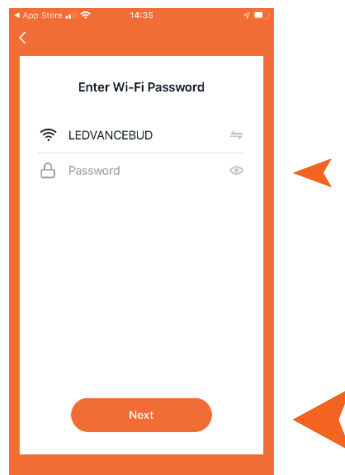 App Store 14:35
Enter Wi-Fi Password
LEDVANCEBUD
Password
Next